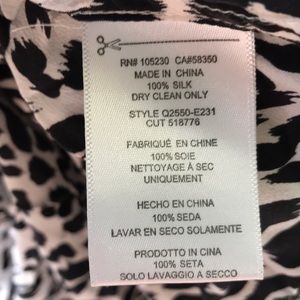 RN# 105230 CA#58350
MADE IN CHINA
100% SILK
DRY CLEAN ONLY
STYLE Q2550-E231
CUT 518776
FABRIQUÉ EN CHINE
100% SOIE
NETTOYAGE À SEC
UNIQUEMENT
HECHO EN CHINA
100% SEDA
LAVAR EN SECO SOLAMENTE
PRODOTTO IN CINA
100% SETA
SOLO LAVAGGIO A SECCO